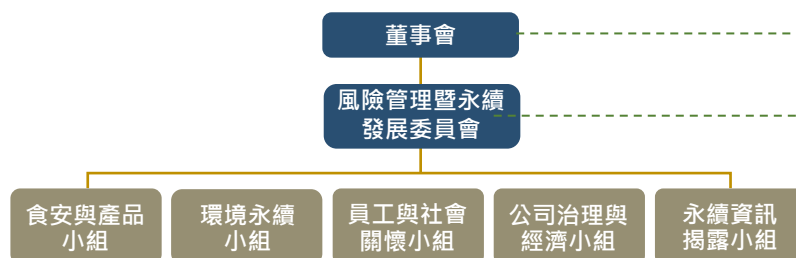 董事會
風險管理暨永續
發展委員會
食安與產品
小組
環境永續
小組
員工與社會
關懷小組
公司治理與
經濟小組
永續資訊
揭露小組